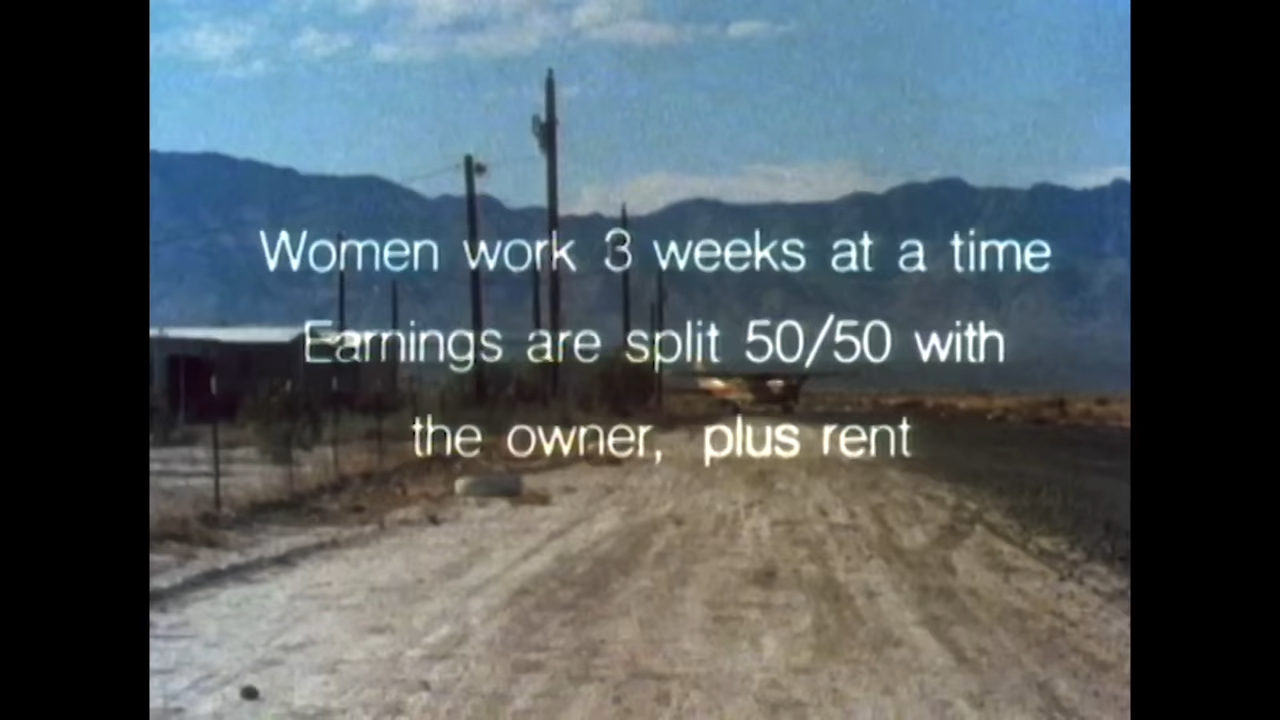 Women work 3 weeks at a time
Earnings are split 50/50 with
the owner, plus rent